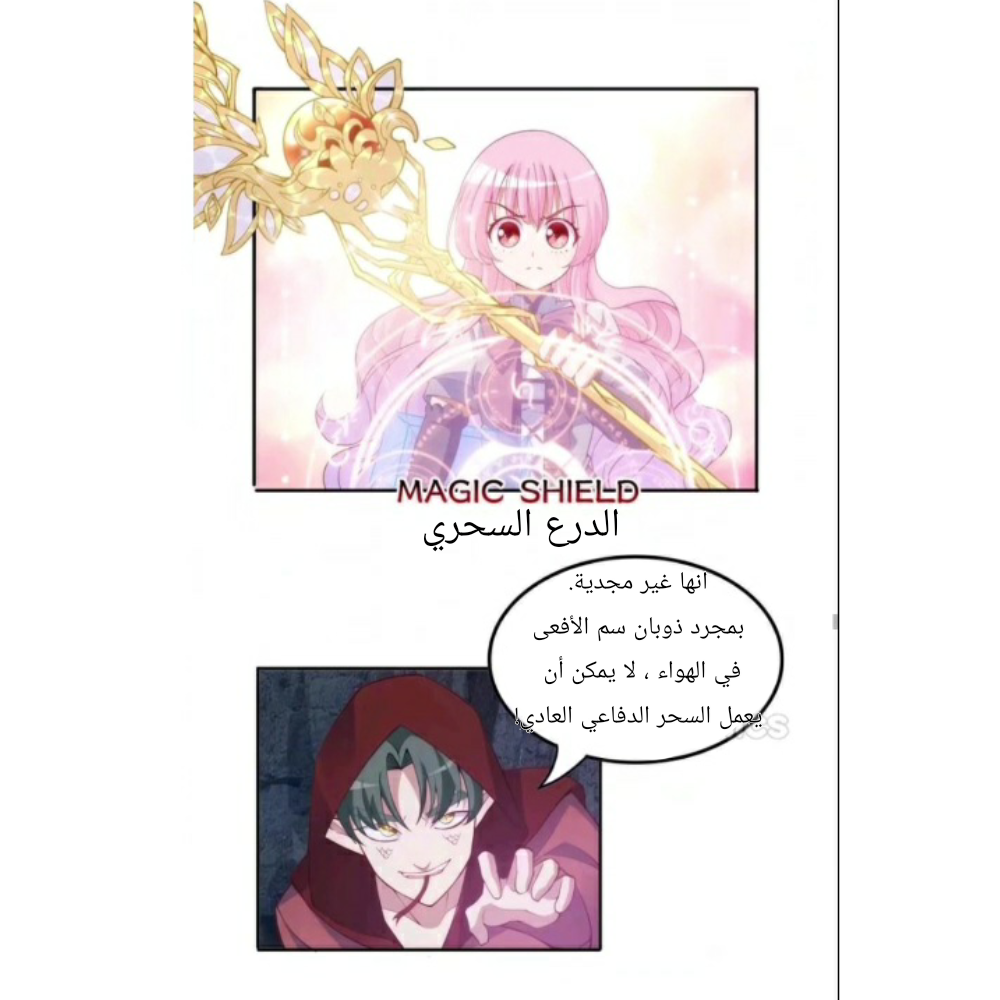 MAGIC SHIELD
الدرع السحري
انها غير مجدية.
بمجرد ذوبان سم الأفعى
في الهواء ، لا يمكن أن
يعمل السحر الدفاعي العادي!